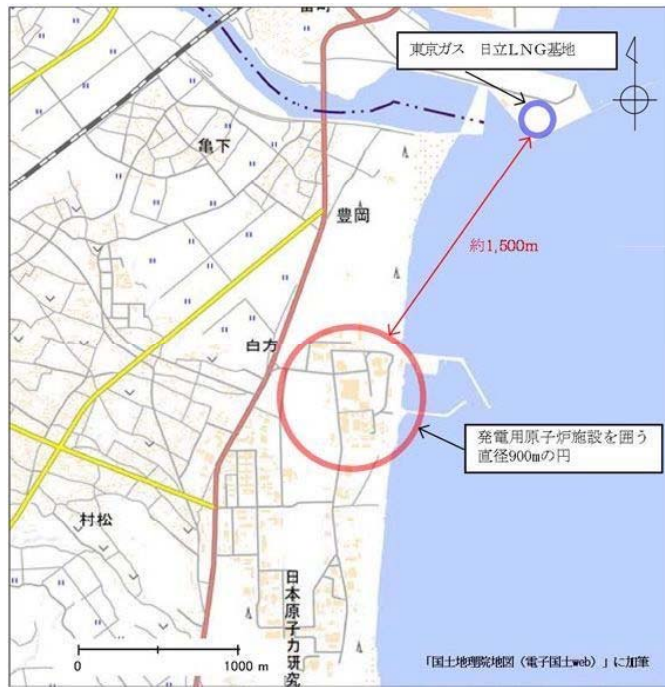 東京ガス　日立LNG基地
亀下
豊岡
約1,500m
白方
発電用原子炉施設を囲う
直径900mの円
村松
日本原子力研究
0
1000 m
「国土地理院地図（電子国土web）」に加筆